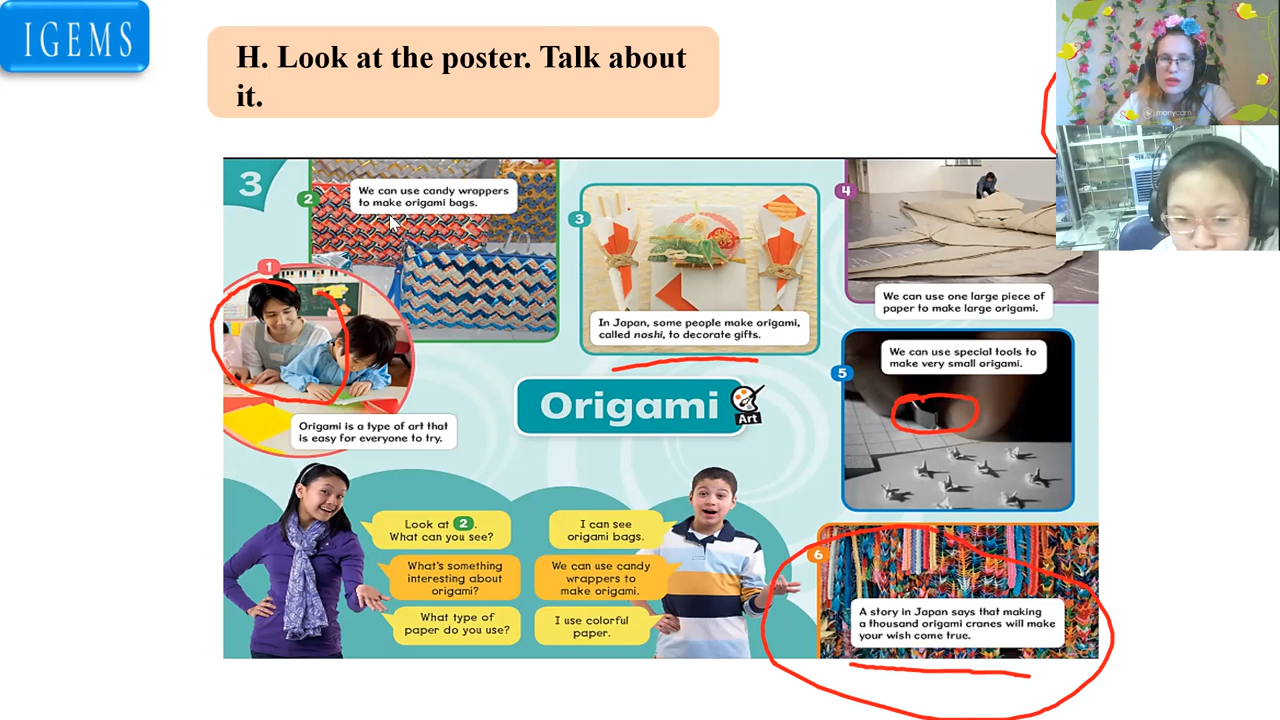 IGEMS
H. Look at the poster. Talk about
it.
manycam
3
2
We can use candy wrappers
to make origami bags.
3
In Japan, some people make origami,
called noshi, to decorate gifts.
4
We can use one large piece of
paper to make large origami.
1
Origami is a type of art that
is easy for everyone to try.
Origami
Art
5
We can use special tools to
make very small origami.
Look at 2.
What can you see?
I can see
origami bags.
What's something
interesting about
origami?
We can use candy
wrappers to
make origami.
What type of
paper do you use?
I use colorful
paper.
6
A story in Japan says that making
a thousand origami cranes will make
your wish come true.